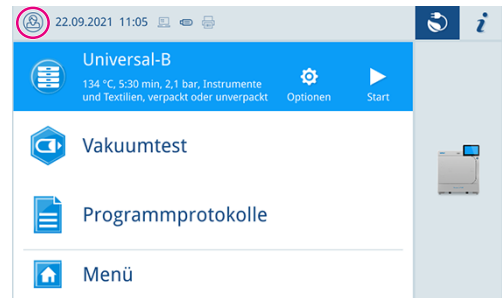 22.09.2021 11:05
i
Universal-B
134 °C, 5:30 min, 2,1 bar, Instrumente
und Textilien, verpackt oder unverpackt
Optionen
Start
Vakuumtest
Programmprotokolle
Menü